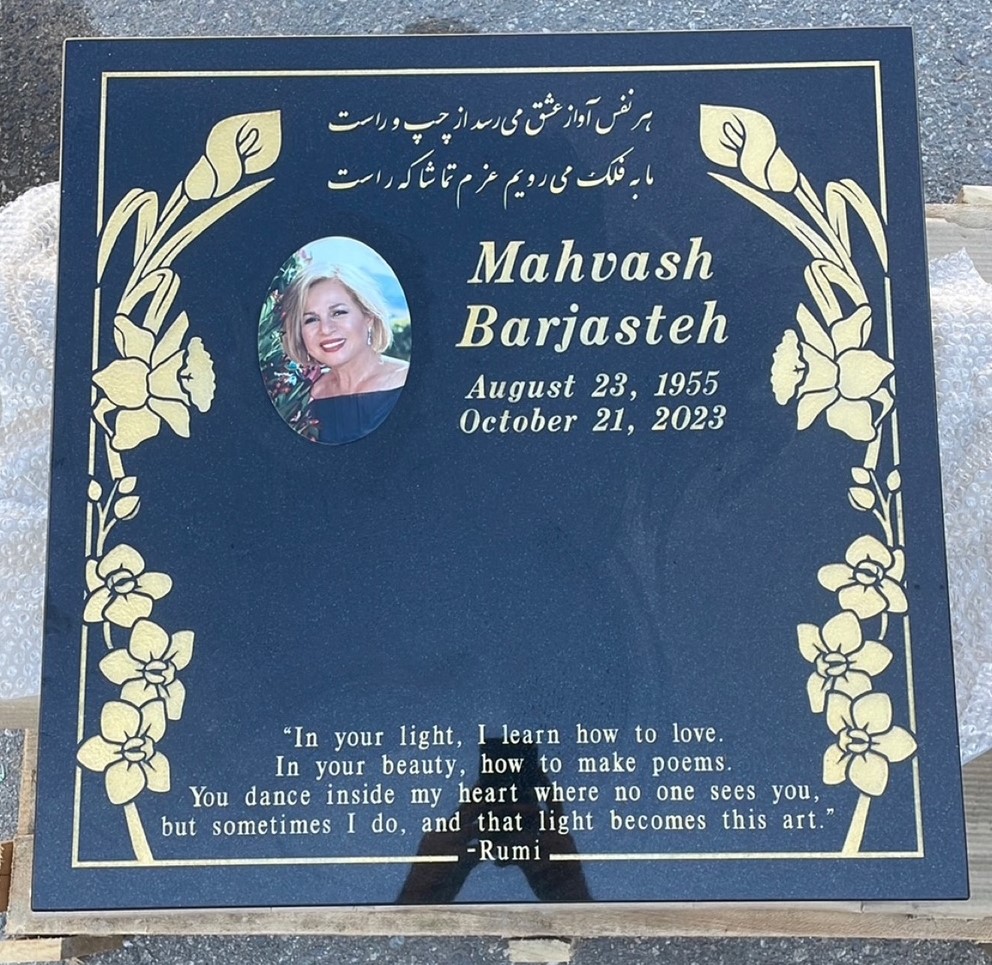 هر نفس آواز عشق می‌رسد از چپ و راست
ما به فلک می‌رویم عزم تماشا که راست
Mahvash
Barjasteh
August 23, 1955
October 21, 2023
“In your light, I learn how to love.
In your beauty, how to make poems.
You dance inside my heart where no one sees you,
but sometimes I do, and that light becomes this art.”
-Rumi